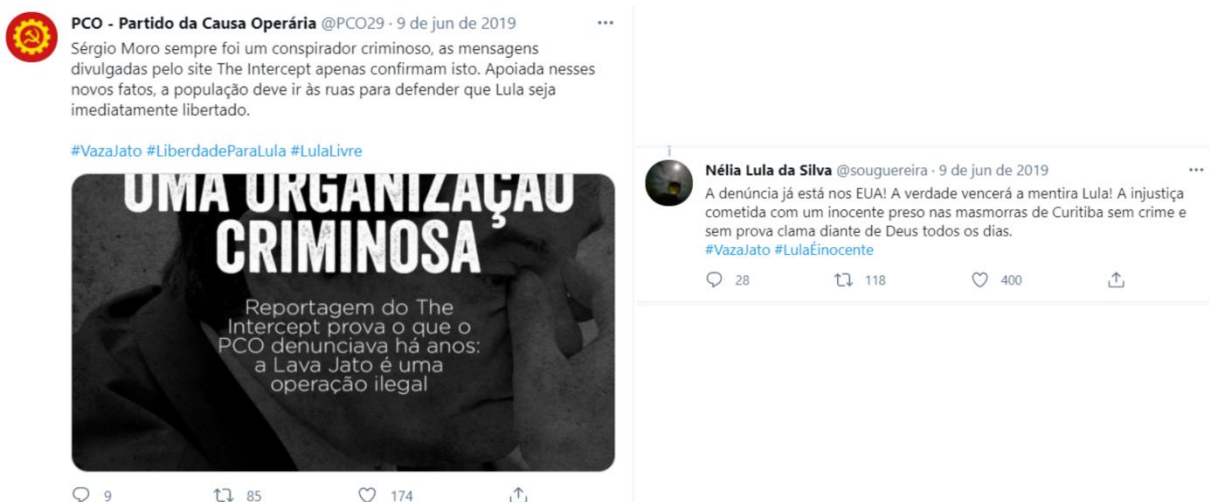 PCO - Partido da Causa Operária @PCO29 · 9 de jun de 2019
Sérgio Moro sempre foi um conspirador criminoso, as mensagens
divulgadas pelo site The Intercept apenas confirmam isto. Apoiada nesses
novos fatos, a população deve ir às ruas para defender que Lula seja
imediatamente libertado.
#VazaJato #LiberdadeParaLula #LulaLivre
UMA ORGANIZAÇÃO
CRIMINOSA
Reportagem do The
Intercept prova o que o
PCO denunciava há anos:
a Lava Jato é uma
operação ilegal
9 85 174
Nélia Lula da Silva @souguereira · 9 de jun de 2019
A denúncia já está nos EUA! A verdade vencerá a mentira Lula! A injustiça
cometida com um inocente preso nas masmorras de Curitiba sem crime e
sem prova clama diante de Deus todos os dias.
#VazaJato #LulaÉinocente
28 118 400